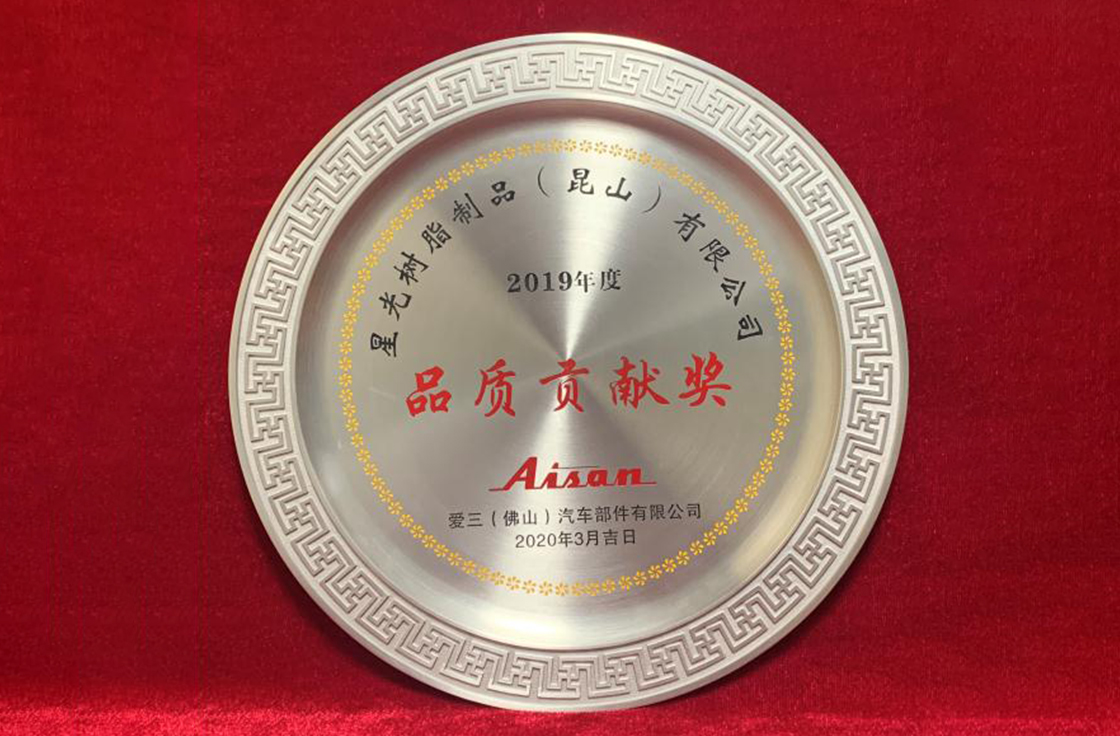 星光树脂制品（昆山）有限公司
2019年度
品质贡献奖
Aisan
爱三（佛山）汽车部件有限公司
2020年3月吉日